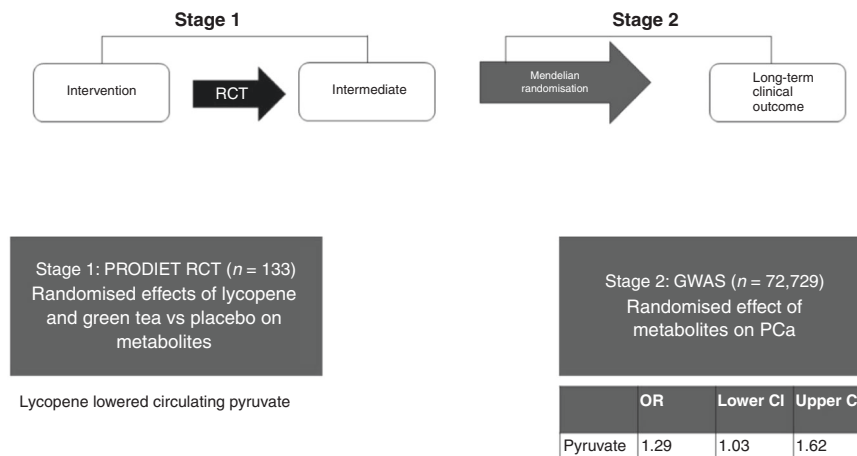 Stage 1
Stage 2
Intervention
RCT
Intermediate
Mendelian
randomisation
Long-term
clinical
outcome
Stage 1: PRODIET RCT (n = 133)
Randomised effects of lycopene
and green tea vs placebo on
metabolites
Lycopene lowered circulating pyruvate
Stage 2: GWAS (n = 72,729)
Randomised effect of
metabolites on PCa
OR Lower CI Upper C
Pyruvate 1.29 1.03 1.62